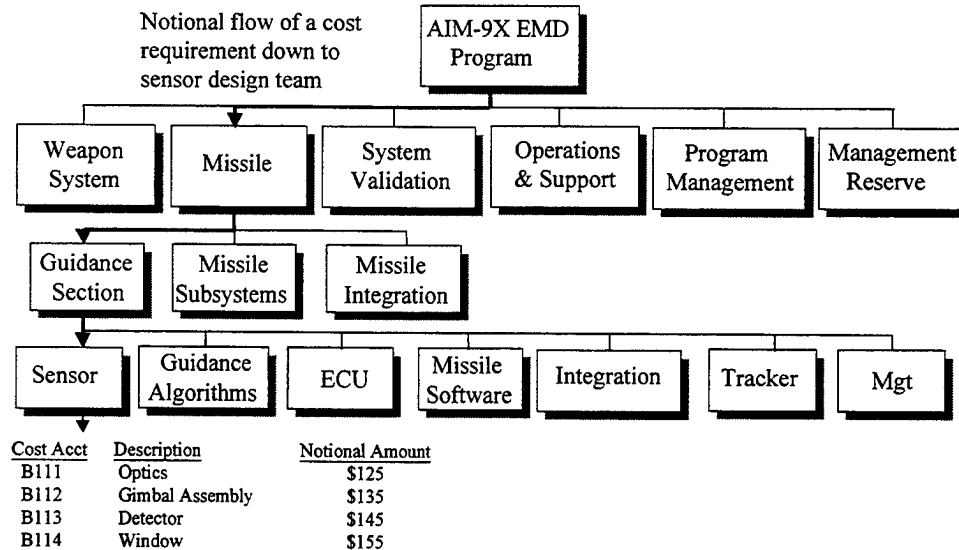 Notional flow of a cost
requirement down to
sensor design team
AIM-9X EMD
Program
Weapon
System
Missile
System
Validation
Operations
& Support
Program
Management
Management
Reserve
Guidance
Section
Missile
Subsystems
Missile
Integration
Sensor
Guidance
Algorithms
ECU
Missile
Software
Integration
Tracker
Mgt
Cost Acct Description Notional Amount
B111 Optics $125
B112 Gimbal Assembly $135
B113 Detector $145
B114 Window $155